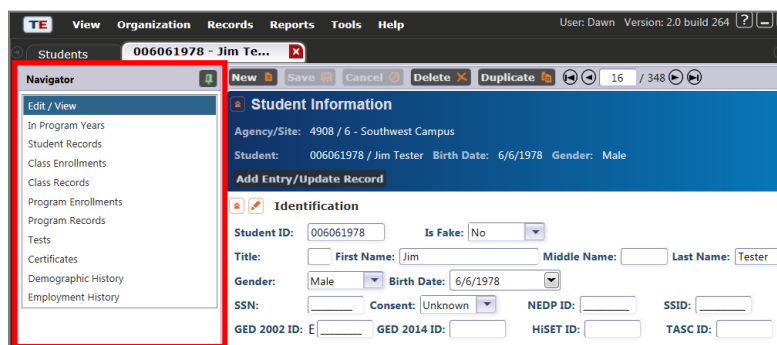 TE View Organization Records Reports Tools Help User: Dawn Version: 2.0 build 264 ?
Students 006061978 - Jim Te...
Navigator
New Save Cancel Delete Duplicate 16 / 348
Edit / View
In Program Years
Student Records
Class Enrollments
Class Records
Program Enrollments
Program Records
Tests
Certificates
Demographic History
Employment History
Student Information
Agency/Site: 4908 / 6 - Southwest Campus
Student: 006061978 / Jim Tester Birth Date: 6/6/1978 Gender: Male
Add Entry/Update Record
Identification
Student ID: 006061978 Is Fake: No
Title: First Name: Jim Middle Name: Last Name: Tester
Gender: Male Birth Date: 6/6/1978
SSN: Consent: Unknown NEDP ID: SSID:
GED 2002 ID: E GED 2014 ID: HiSET ID: TASC ID: